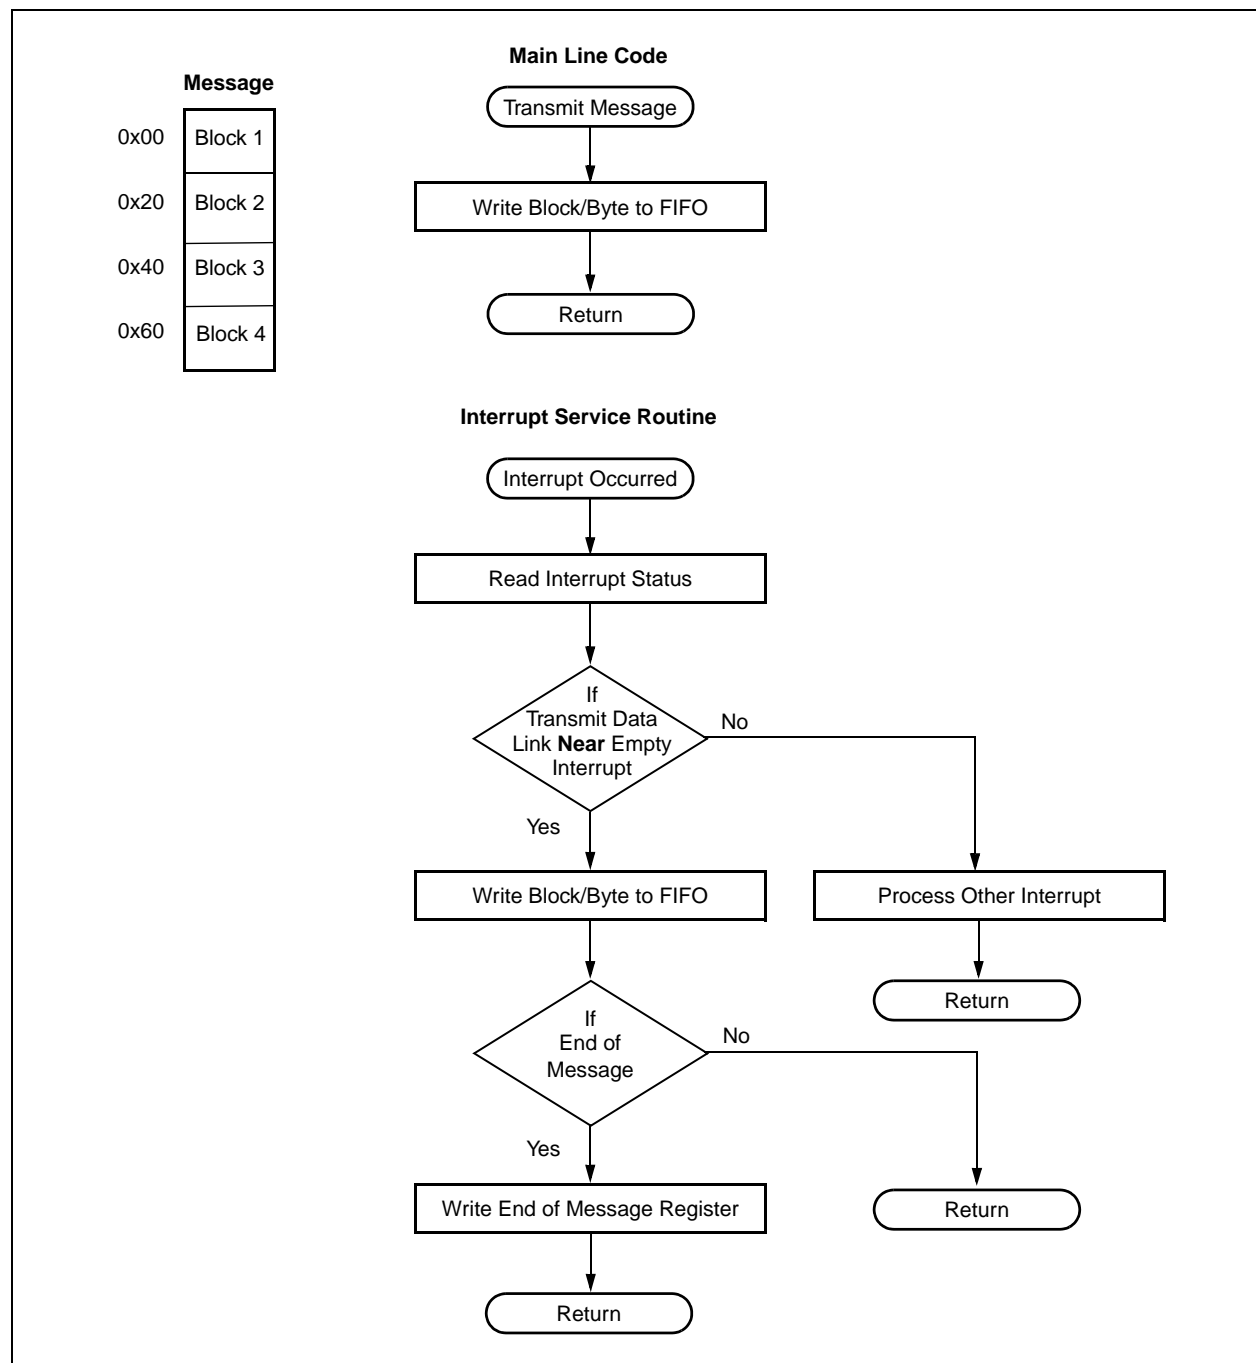 Main Line Code
Message
Transmit Message
0x00 Block 1
Write Block/Byte to FIFO
0x20 Block 2
0x40 Block 3
Return
0x60 Block 4
Interrupt Service Routine
Interrupt Occurred
Read Interrupt Status
If
Transmit Data
Link Near Empty
Interrupt
No
Yes
Write Block/Byte to FIFO
Process Other Interrupt
Return
If
End of
Message
No
Yes
Write End of Message Register
Return
Return